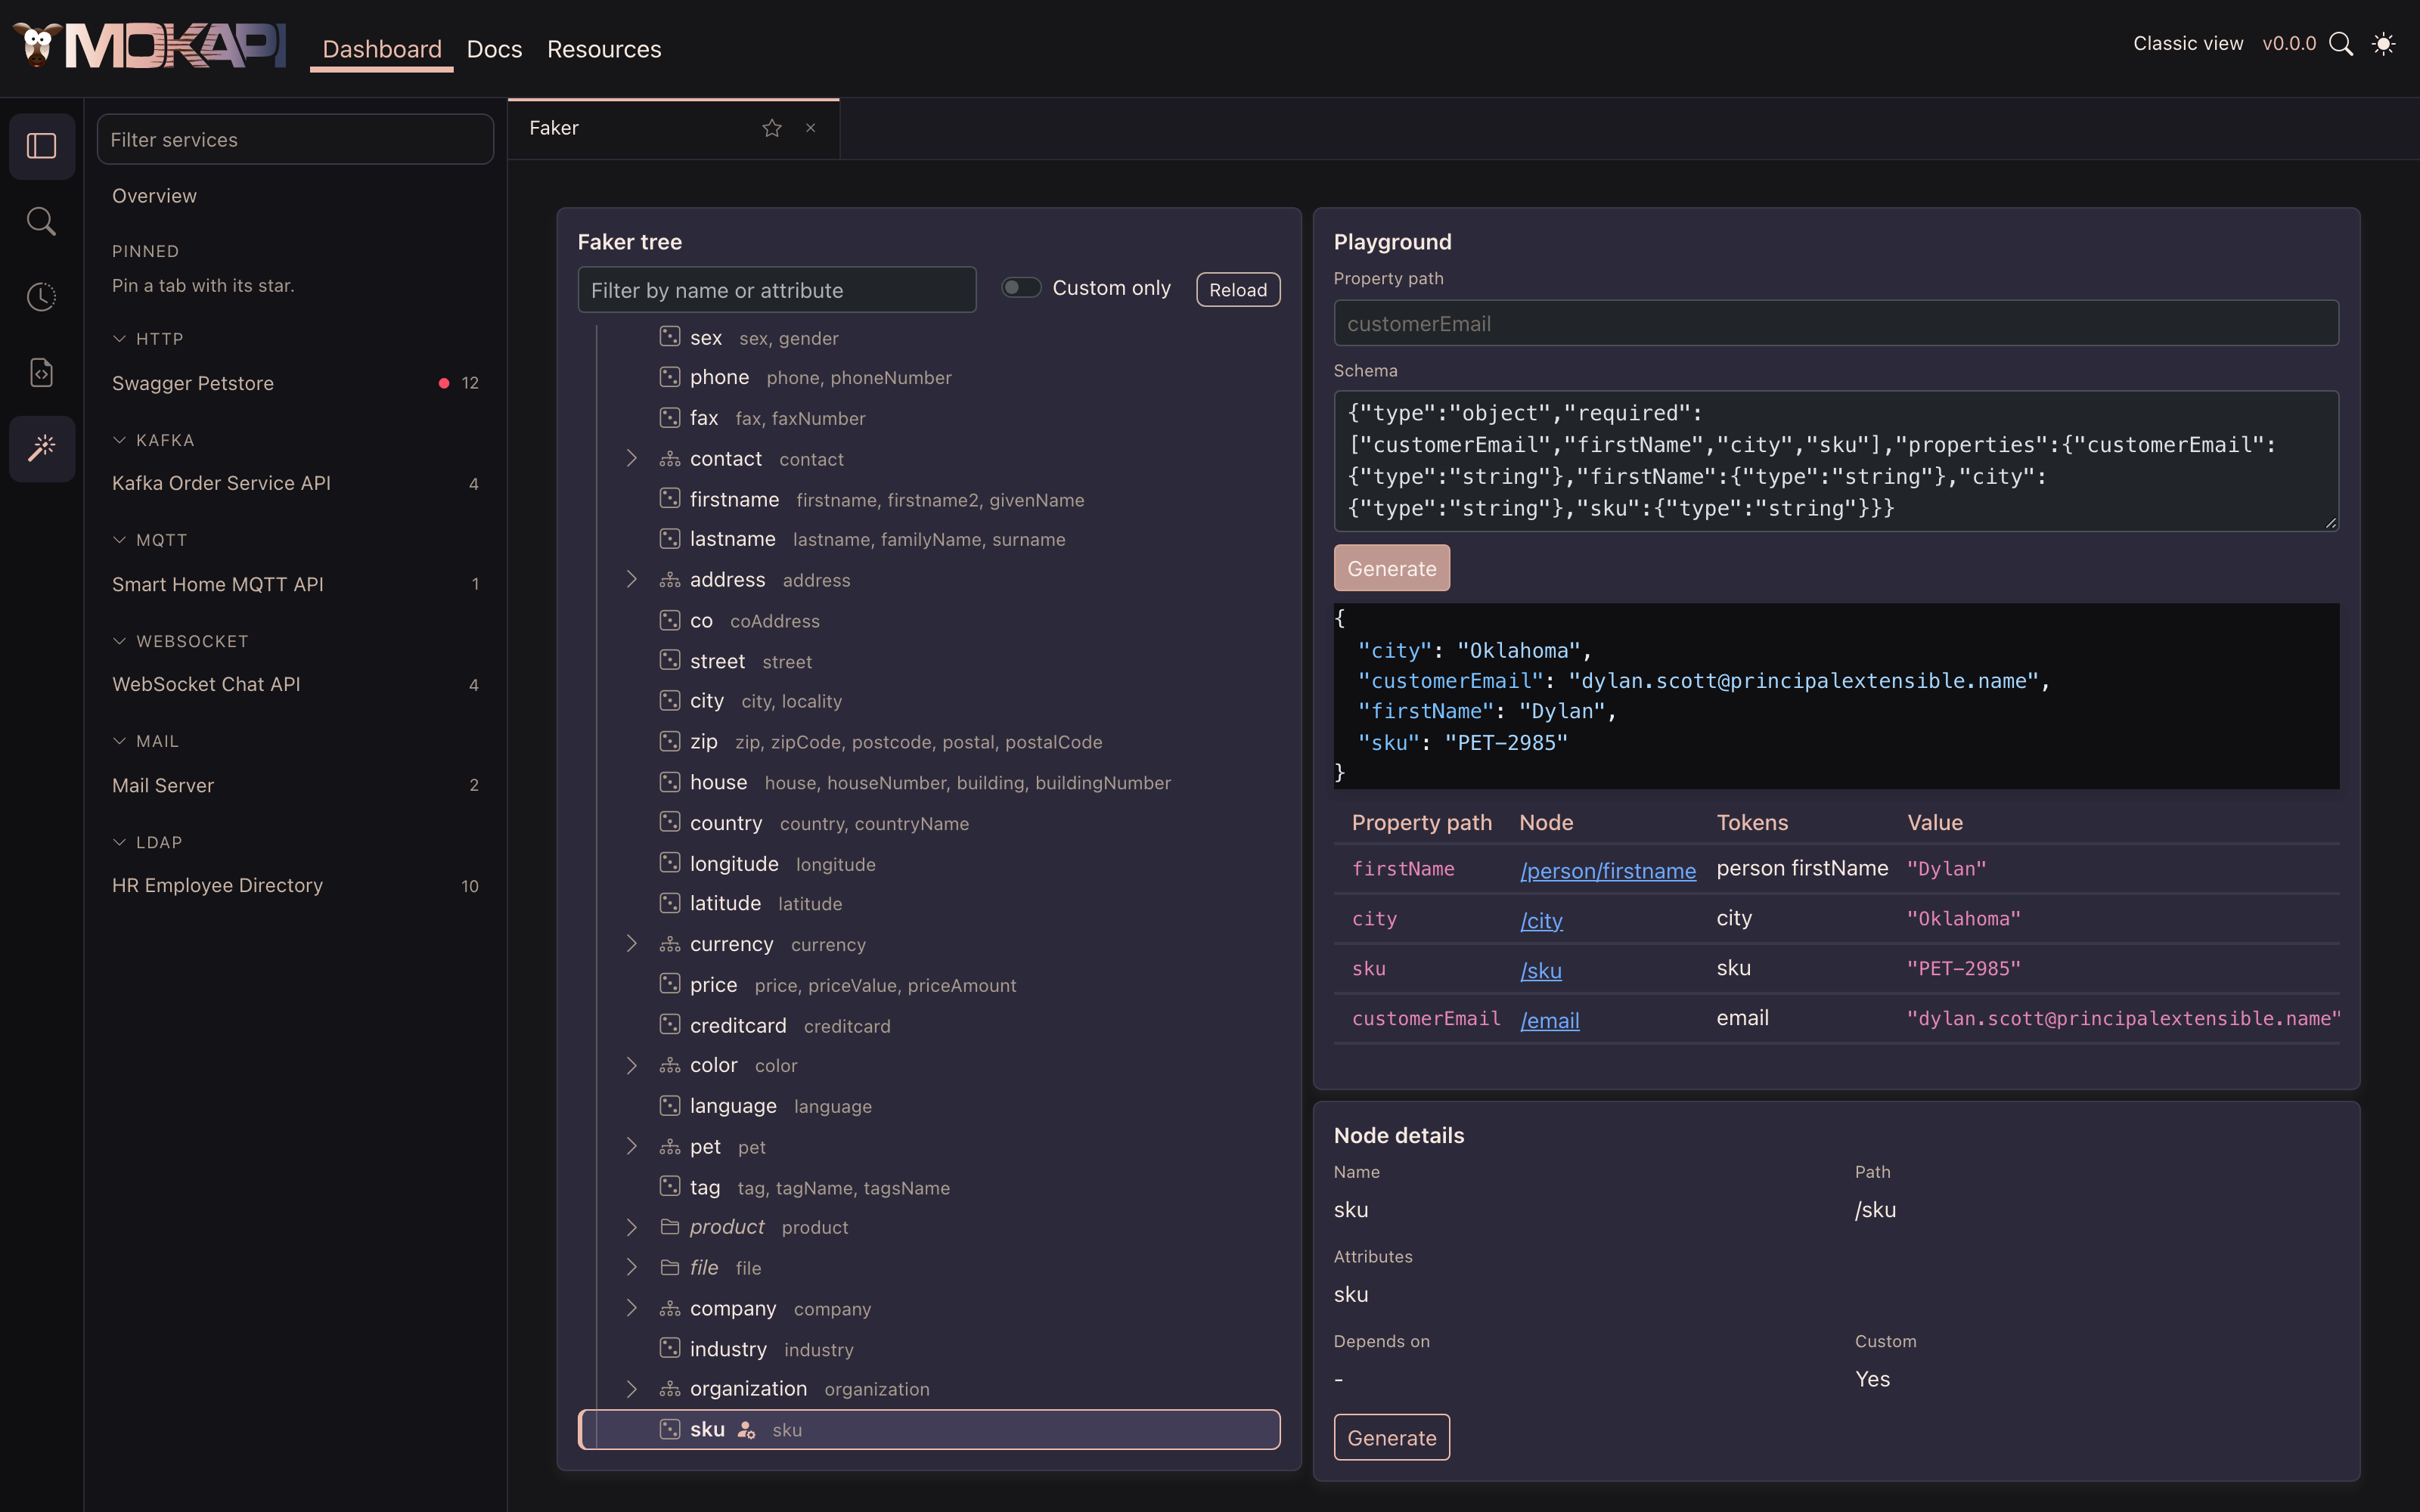 MOKAPI
Dashboard Docs Resources
Classic view v0.0.0
Filter services
Overview
PINNED
Pin a tab with its star.
HTTP
Swagger Petstore 12
KAFKA
Kafka Order Service API 4
MQTT
Smart Home MQTT API 1
WEBSOCKET
WebSocket Chat API 4
MAIL
Mail Server 2
LDAP
HR Employee Directory 10
Faker
Faker tree
Filter by name or attribute Custom only Reload
sex sex, gender
phone phone, phoneNumber
fax fax, faxNumber
contact contact
firstname firstname, firstname2, givenName
lastname lastname, familyName, surname
address address
co coAddress
street street
city city, locality
zip zip, zipCode, postcode, postal, postalCode
house house, houseNumber, building, buildingNumber
country country, countryName
longitude longitude
latitude latitude
currency currency
price price, priceValue, priceAmount
creditcard creditcard
color color
language language
pet pet
tag tag, tagName, tagsName
product product
file file
company company
industry industry
organization organization
sku sku
Playground
Property path
customerEmail
Schema
{"type":"object","required":
["customerEmail","firstName","city","sku"],"properties":{"customerEmail":
{"type":"string"},"firstName":{"type":"string"},"city":
{"type":"string"},"sku":{"type":"string"}}}
Generate
{
"city": "Oklahoma",
"customerEmail": "dylan.scott@principalextensible.name",
"firstName": "Dylan",
"sku": "PET-2985"
}
Property path Node Tokens Value
firstName /person/firstname person firstName "Dylan"
city /city city "Oklahoma"
sku /sku sku "PET-2985"
customerEmail /email email "dylan.scott@principalextensible.name"
Node details
Name Path
sku /sku
Attributes
sku
Depends on Custom
- Yes
Generate